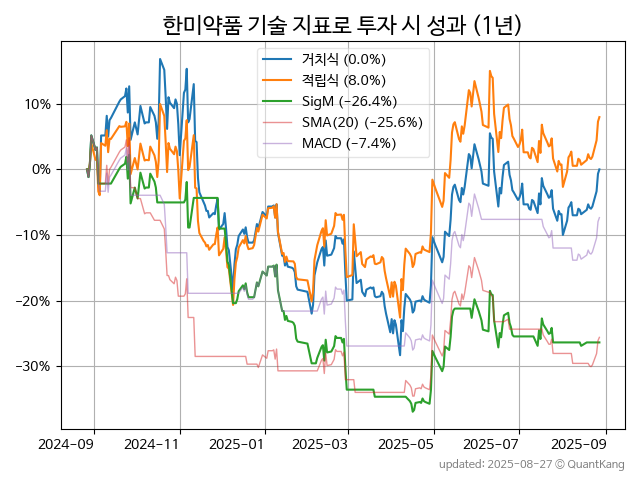 한미약품 기술 지표로 투자 시 성과 (1년)
거치식 (0.0%)
적립식 (8.0%)
SigM (−26.4%)
SMA(20) (−25.6%)
MACD (−7.4%)
10%
0%
−10%
−20%
−30%
2024-09 2024-11 2025-01 2025-03 2025-05 2025-07 2025-09
updated: 2025-08-27 © QuantKang